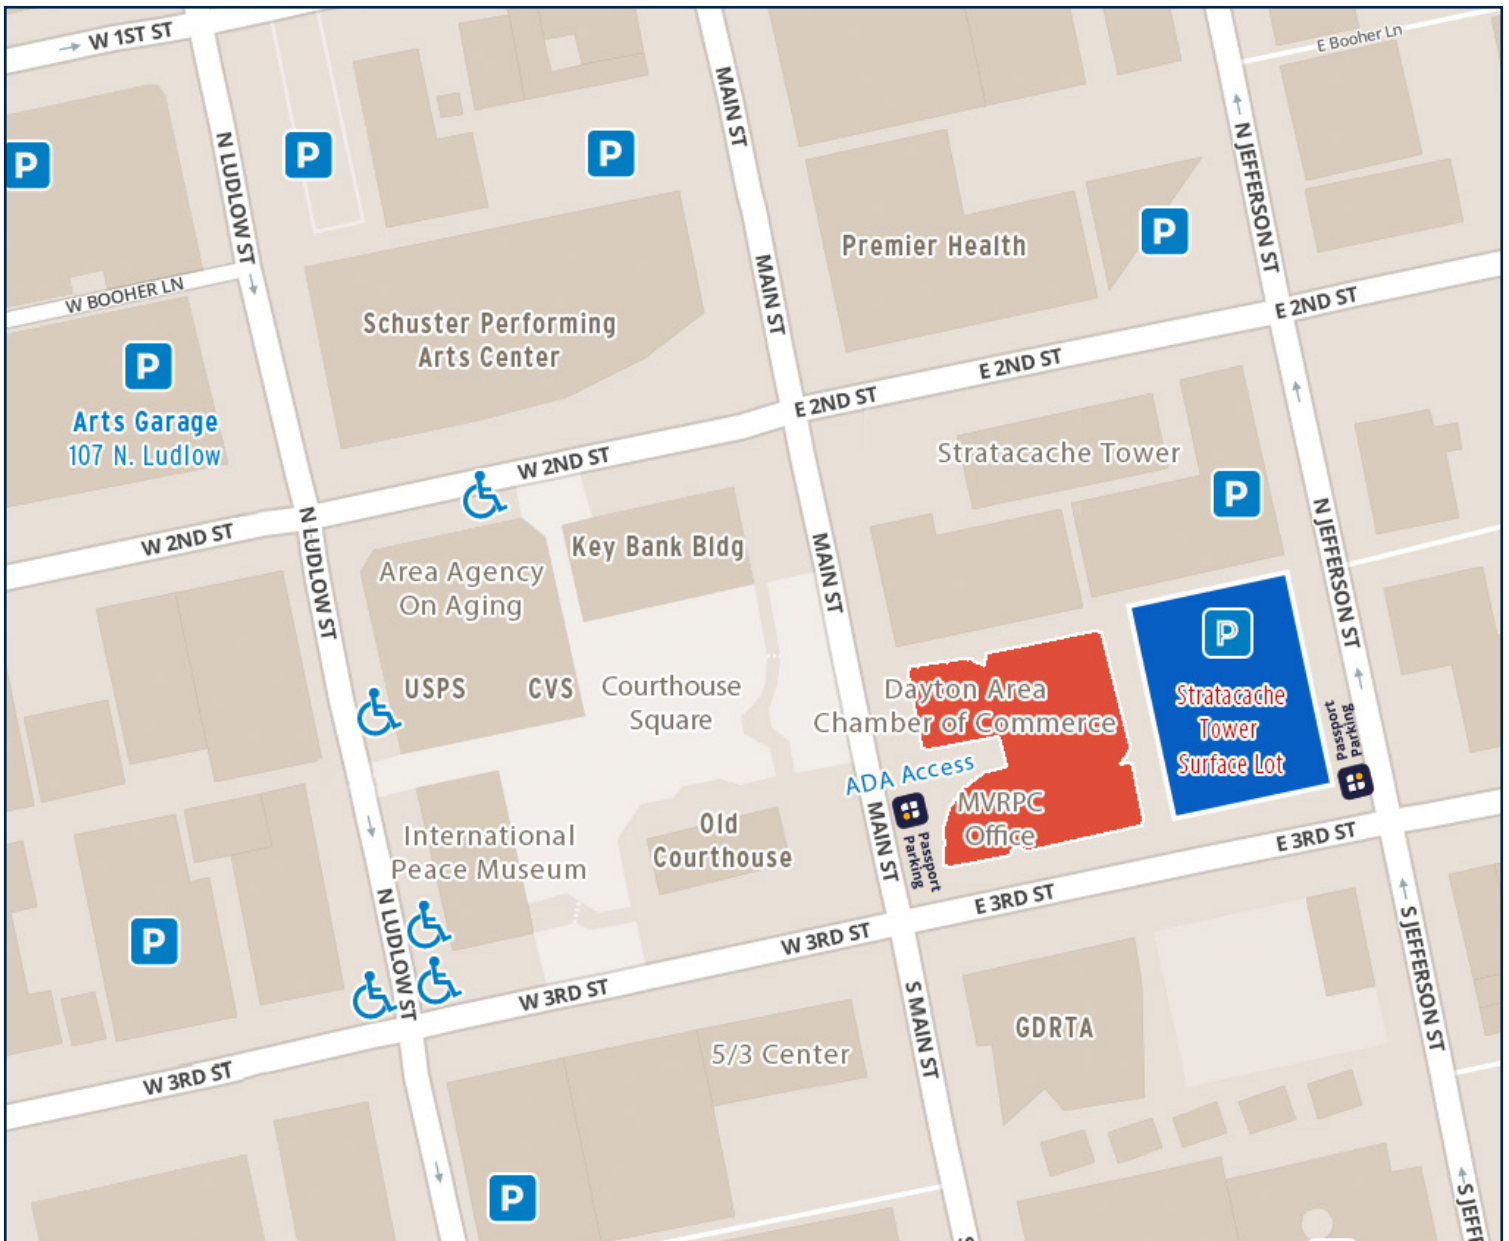 W 1ST ST
MAIN ST
E Booher Ln
P
P
P
N LUDLOW ST
N JEFFERSON ST
P
Premier Health
W BOOHER LN
MAIN ST
E 2ND ST
Schuster Performing
Arts Center
P
Arts Garage
107 N. Ludlow
E 2ND ST
E 2ND ST
W 2ND ST
Stratacache Tower
P
W 2ND ST
N LUDLOW ST
Key Bank Bldg
MAIN ST
N JEFFERSON ST
Area Agency
On Aging
P
USPS
CVS
Courthouse
Square
Dayton Area
Chamber of Commerce
Stratacache
Tower
Surface Lot
Passport
Parking
ADA Access
MAIN ST
Passport
Parking
MVRPC
Office
Old
Courthouse
International
Peace Museum
E 3RD ST
E 3RD ST
N LUDLOW ST
P
W 3RD ST
W 3RD ST
S JEFFERSON ST
S MAIN ST
GDRTA
5/3 Center
W 3RD ST
P
S JEFF
S